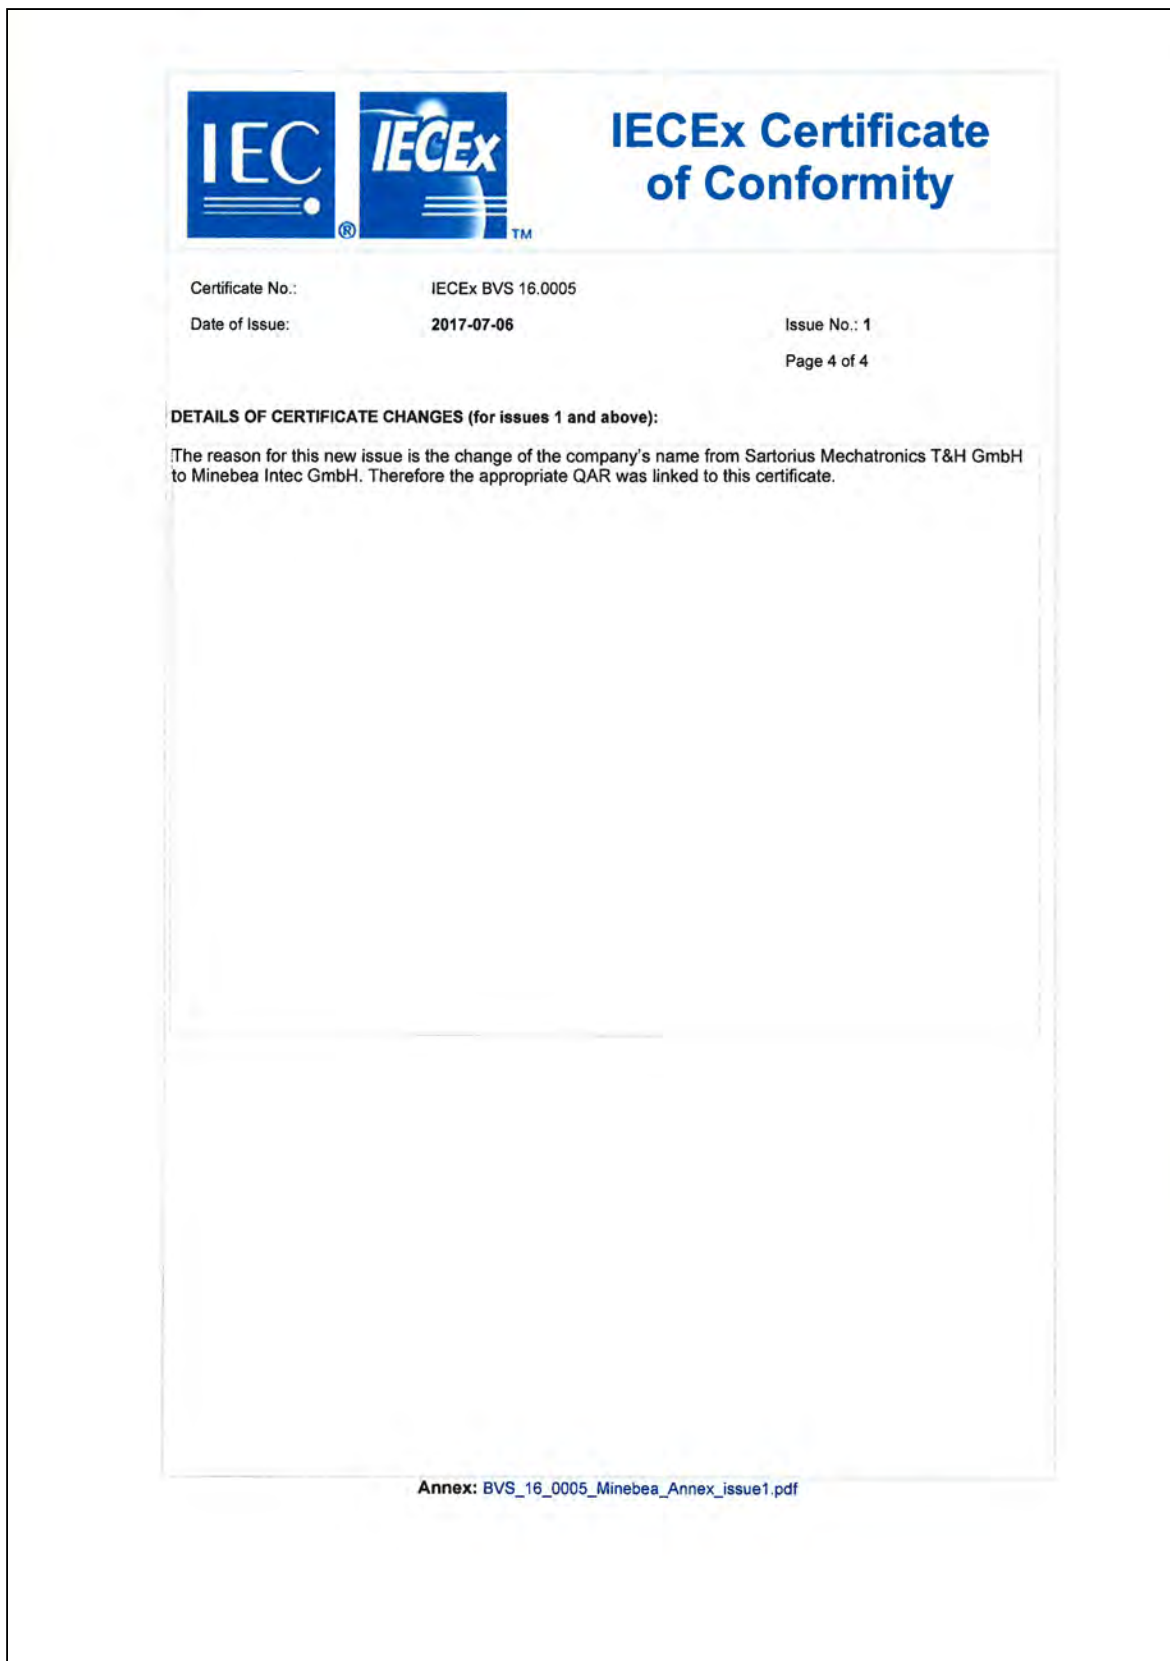 IEC
®
IECEx
TM
IECEx Certificate
of Conformity
Certificate No.: IECEx BVS 16.0005
Date of Issue: 2017-07-06 Issue No.: 1
Page 4 of 4
DETAILS OF CERTIFICATE CHANGES (for issues 1 and above):
The reason for this new issue is the change of the company's name from Sartorius Mechatronics T&H GmbH
to Minebea Intec GmbH. Therefore the appropriate QAR was linked to this certificate.
Annex: BVS_16_0005_Minebea_Annex_issue1.pdf